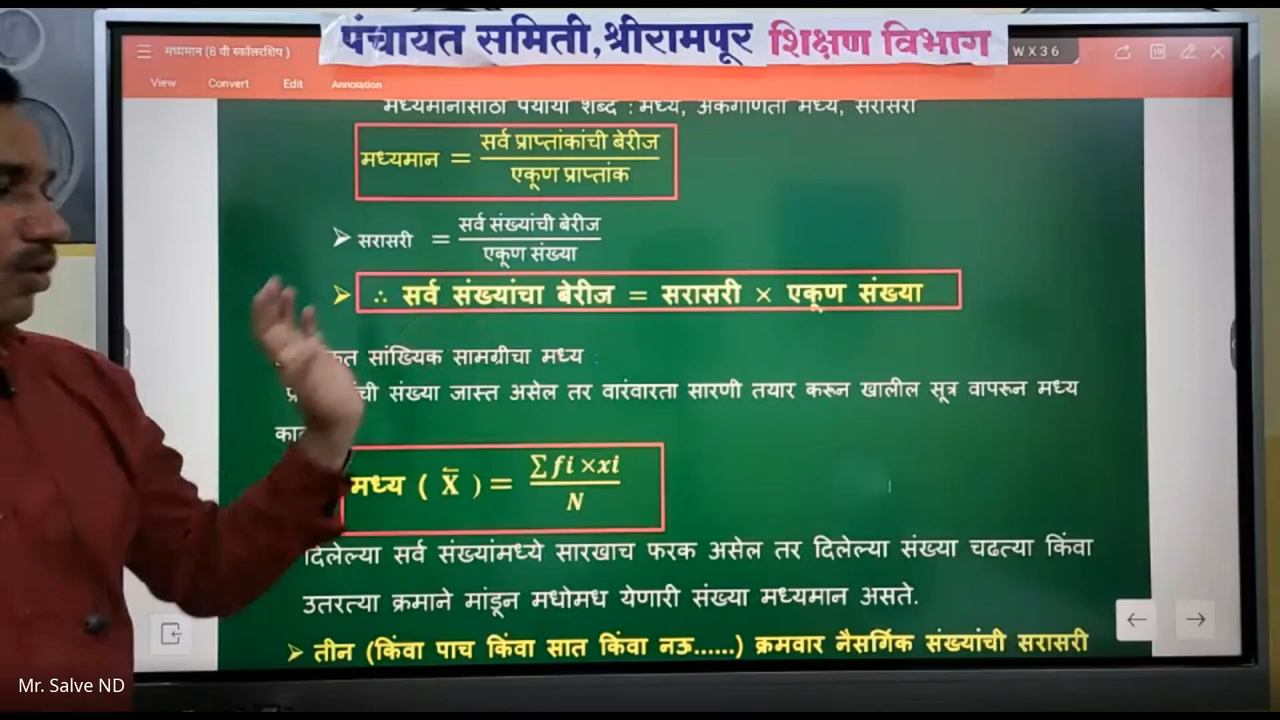 पंचायत समिती,श्रीरामपूर शिक्षण विभाग
मध्यमान (8 वी स्कॉलरशिप )
W X 3 6
View Convert Edit Annotation
मध्यमानासाठी पर्यायी शब्द : मध्य, अंकगणिती मध्य, सरासरी
मध्यमान = सर्व प्राप्तांकांची बेरीज / एकूण प्राप्तांक
➢ सरासरी = सर्व संख्यांची बेरीज / एकूण संख्या
➢ ∴ सर्व संख्यांचा बेरीज = सरासरी × एकूण संख्या
सांख्यिक सामग्रीचा मध्य :
संख्या जास्त असेल तर वारंवारता सारणी तयार करून खालील सूत्र वापरून मध्य
मध्य ( X̄ ) = ∑ fi ×xi / N
दिलेल्या सर्व संख्यांमध्ये सारखाच फरक असेल तर दिलेल्या संख्या चढत्या किंवा
उतरत्या क्रमाने मांडून मधोमध येणारी संख्या मध्यमान असते.
➢ तीन (किंवा पाच किंवा सात किंवा नऊ......) क्रमवार नैसर्गिक संख्यांची सरासरी
Mr. Salve ND